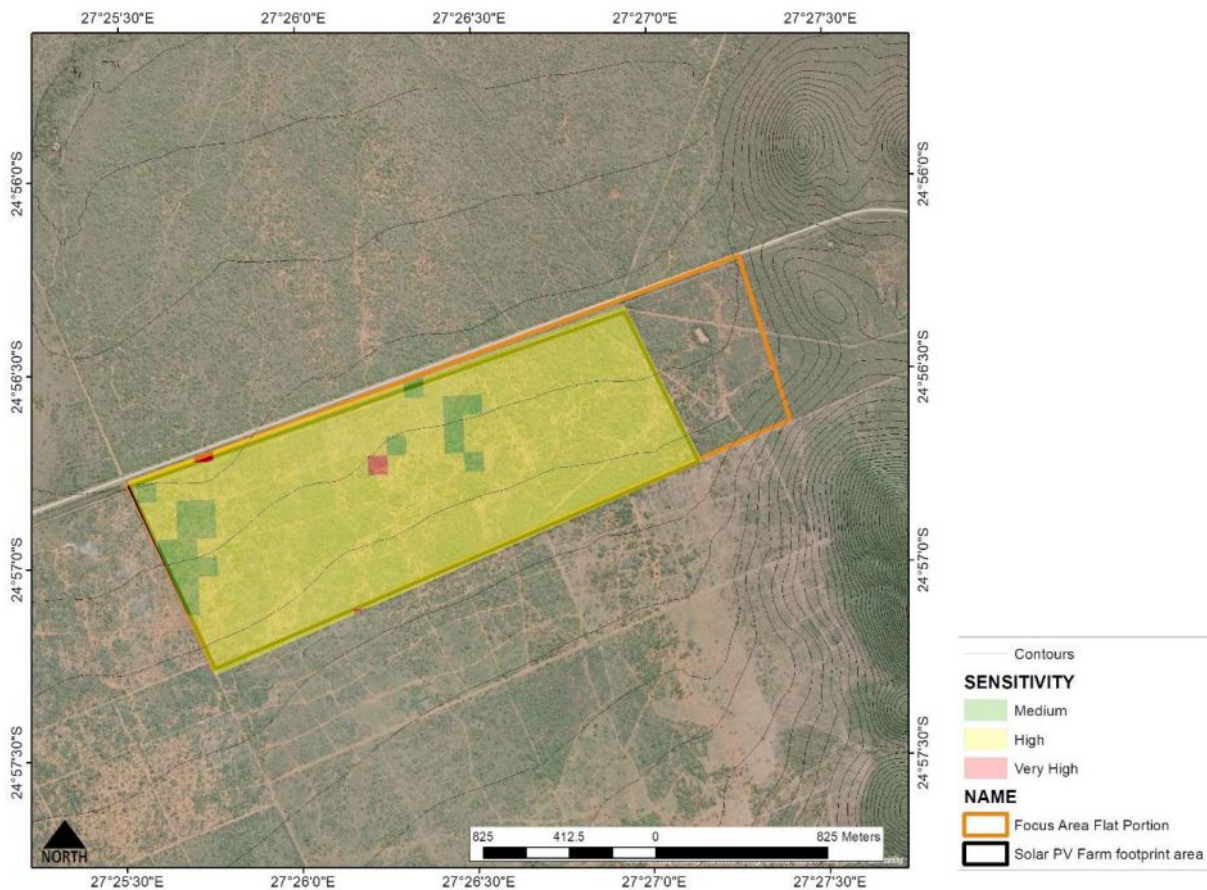 27°25'30"E 27°26'0"E 27°26'30"E 27°27'0"E 27°27'30"E
24°56'0"S 24°56'0"S
24°56'30"S 24°56'30"S
24°57'0"S 24°57'0"S
24°57'30"S 24°57'30"S
Contours
SENSITIVITY
Medium
High
Very High
NAME
Focus Area Flat Portion
Solar PV Farm footprint area
NORTH
825 412.5 0 825 Meters
27°25'30"E 27°26'0"E 27°26'30"E 27°27'0"E 27°27'30"E